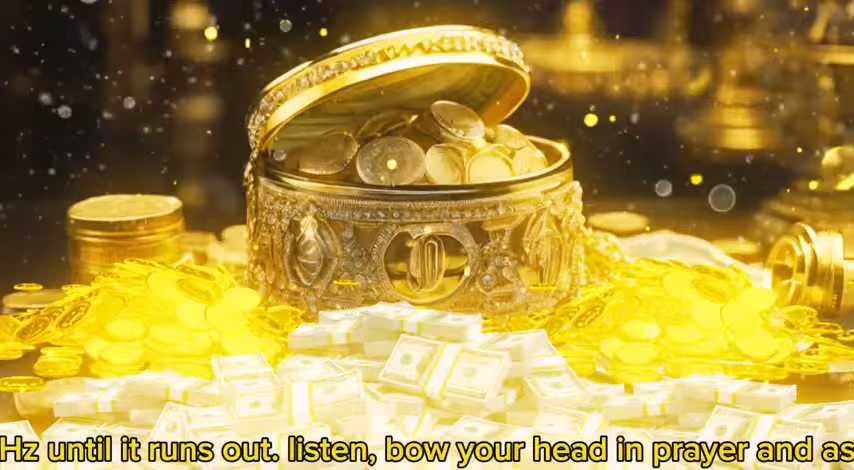 Hz until it runs out. listen, bow your head in prayer and as